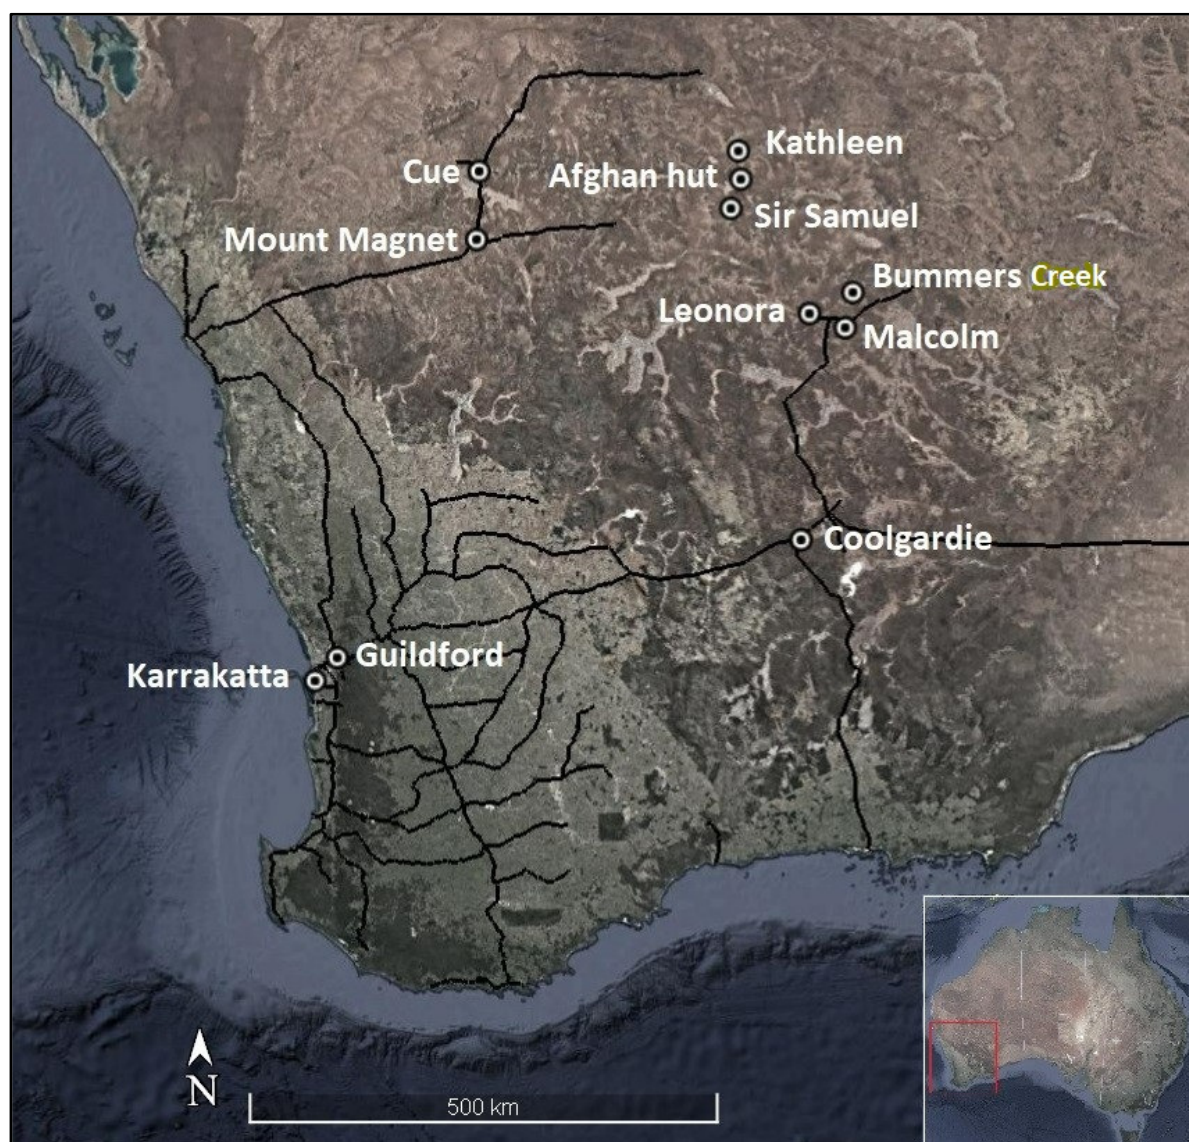 Kathleen
Cue
Afghan hut
Sir Samuel
Mount Magnet
Bummers Creek
Leonora
Malcolm
Coolgardie
Guildford
Karrakatta
N
500 km